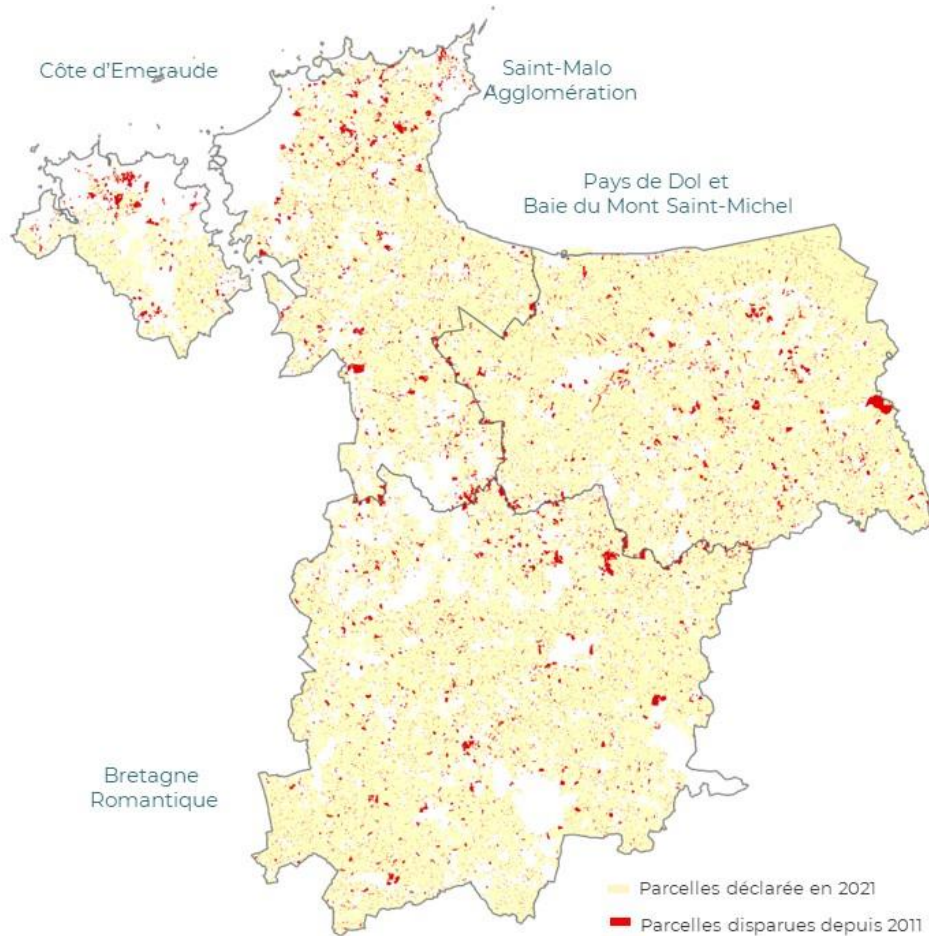 Côte d'Emeraude
Saint-Malo
Agglomération
Pays de Dol et
Baie du Mont Saint-Michel
Bretagne
Romantique
Parcelles déclarée en 2021
Parcelles disparues depuis 2011